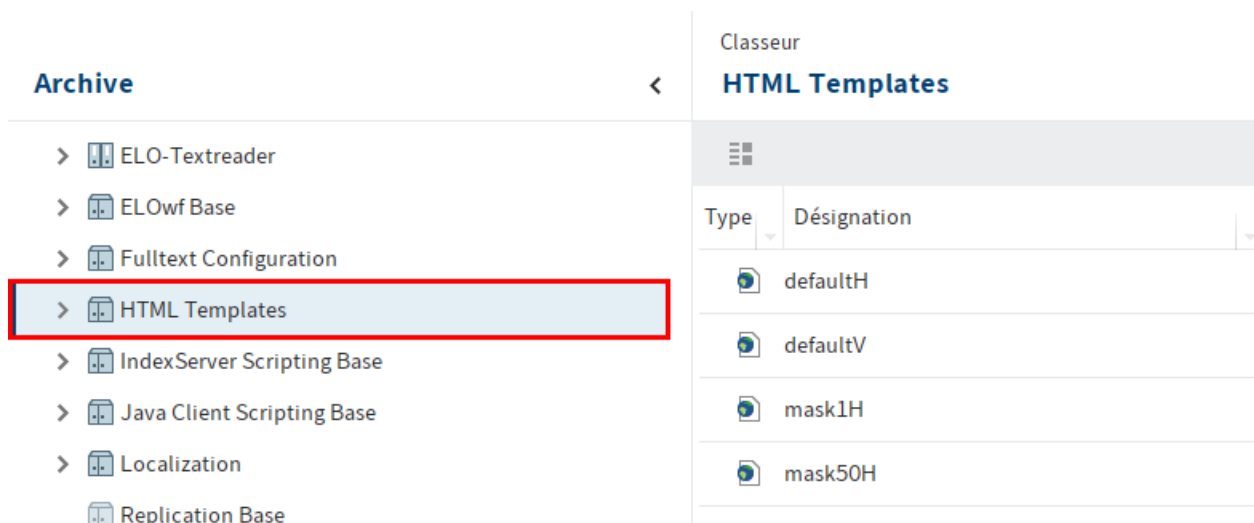 Archive
ELO-Textreader
ELOwf Base
Fulltext Configuration
HTML Templates
IndexServer Scripting Base
Java Client Scripting Base
Localization
Replication Base
Classeur
HTML Templates
Type Désignation
defaultH
defaultV
mask1H
mask50H